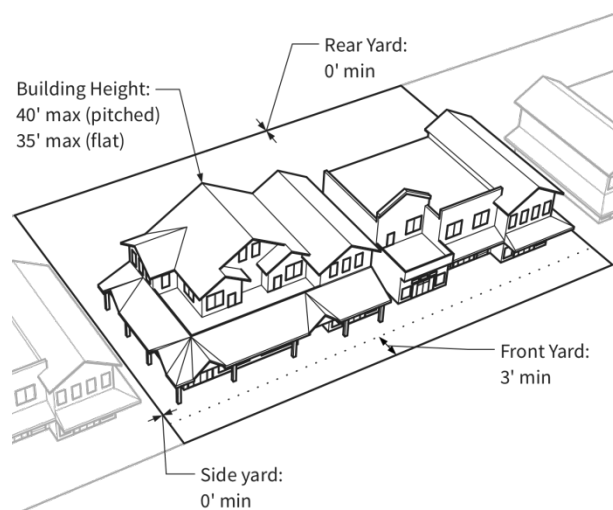 Rear Yard:
0' min
Building Height:
40' max (pitched)
35' max (flat)
Front Yard:
3' min
Side yard:
0' min